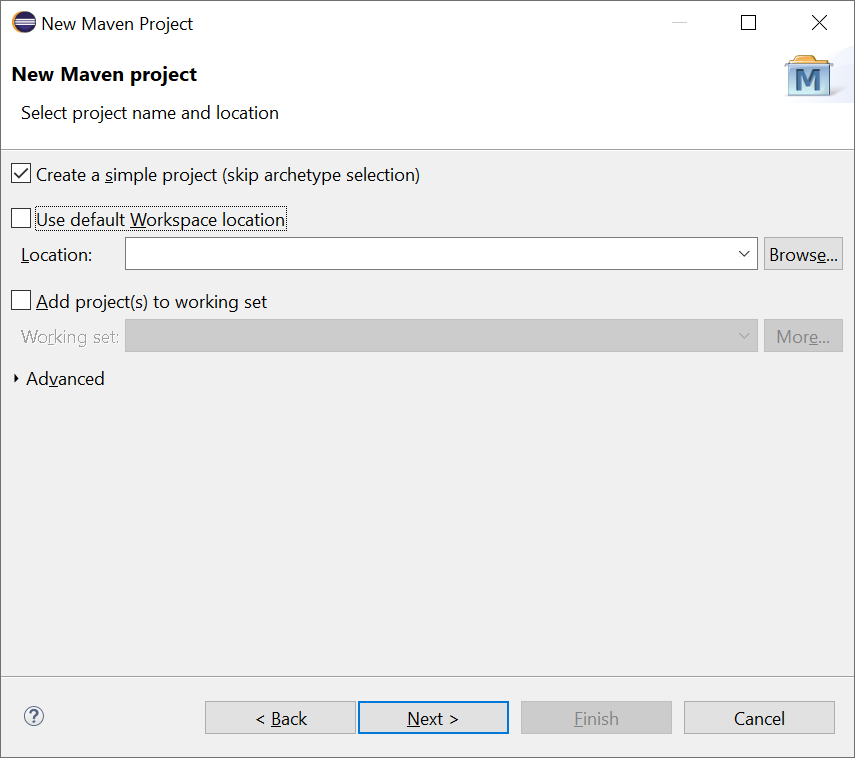 New Maven Project
New Maven project
M
Select project name and location
Create a simple project (skip archetype selection)
Use default Workspace location
Location: Browse...
Add project(s) to working set
Working set: More...
Advanced
? < Back Next > Finish Cancel